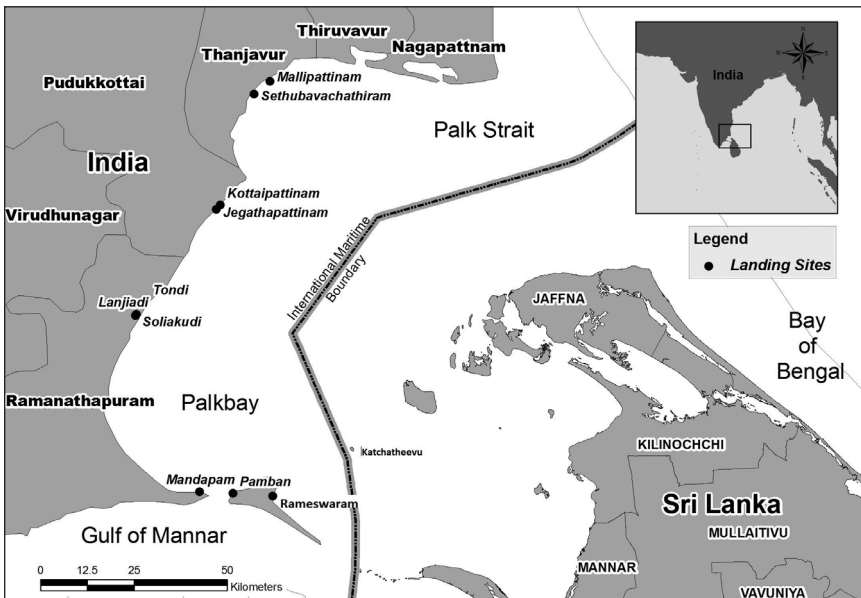 Thiruvavur
Thanjavur
Nagapattnam
Pudukkottai
Mallipattinam
Sethubavachathiram
Palk Strait
India
Kottaipattinam
Virudhunagar
Jegathapattinam
International Maritime
Boundary
Tondi
Lanjiadi
Soliakudi
Ramanathapuram
Palkbay
Katchatheevu
Mandapam
Pamban
Rameswaram
Gulf of Mannar
0 12.5 25 50
Kilometers
N
W
E
S
India
Legend
Landing Sites
JAFFNA
Bay
of
Bengal
KILINOCHCHI
Sri Lanka
MULLAITIVU
MANNAR
VAVUNIYA